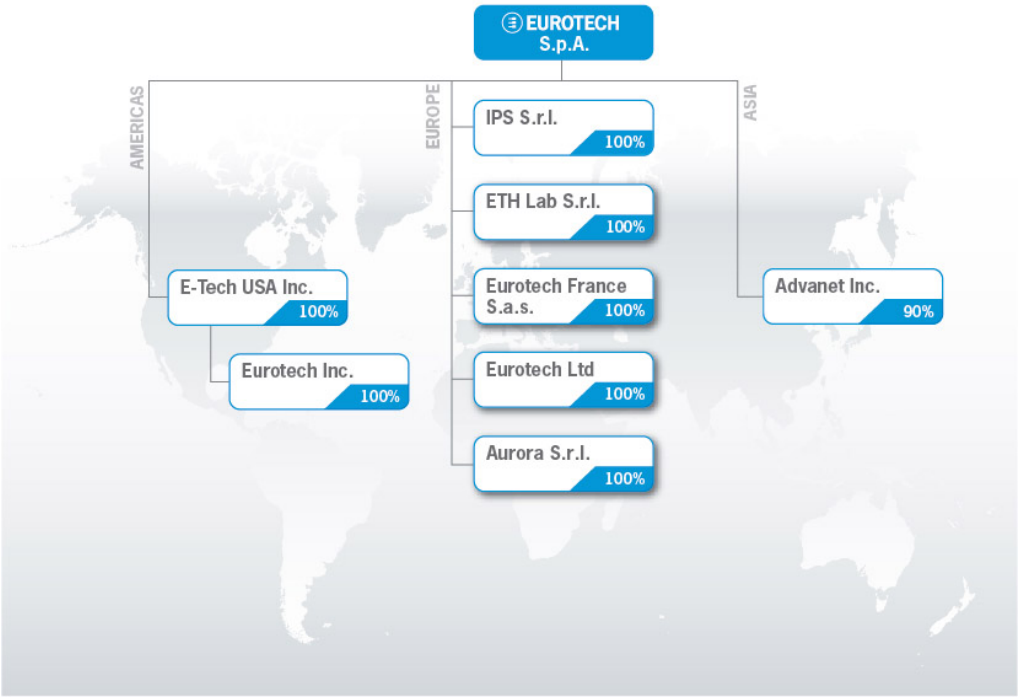 EUROTECH
S.p.A.
AMERICAS
E-Tech USA Inc.
100%
Eurotech Inc.
100%
EUROPE
IPS S.r.l.
100%
ETH Lab S.r.l.
100%
Eurotech France
S.a.s.
100%
Eurotech Ltd
100%
Aurora S.r.l.
100%
ASIA
Advanet Inc.
90%